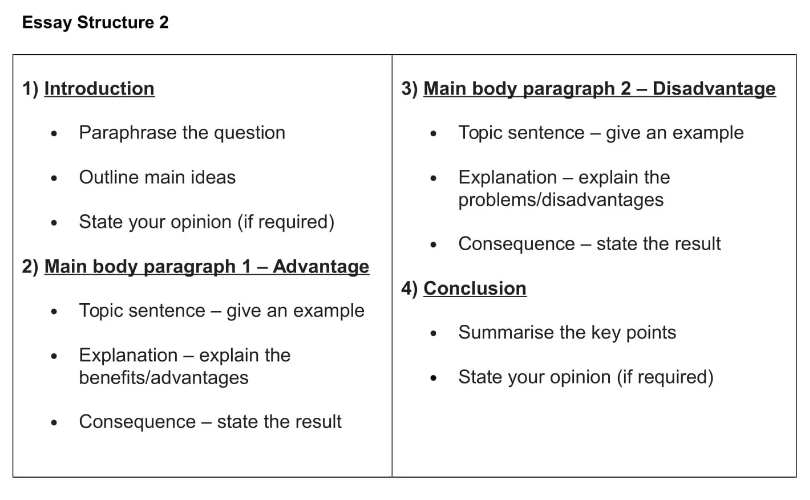 Essay Structure 2
1) Introduction
• Paraphrase the question
• Outline main ideas
• State your opinion (if required)
2) Main body paragraph 1 – Advantage
• Topic sentence – give an example
• Explanation – explain the
benefits/advantages
• Consequence – state the result
3) Main body paragraph 2 – Disadvantage
• Topic sentence – give an example
• Explanation – explain the
problems/disadvantages
• Consequence – state the result
4) Conclusion
• Summarise the key points
• State your opinion (if required)